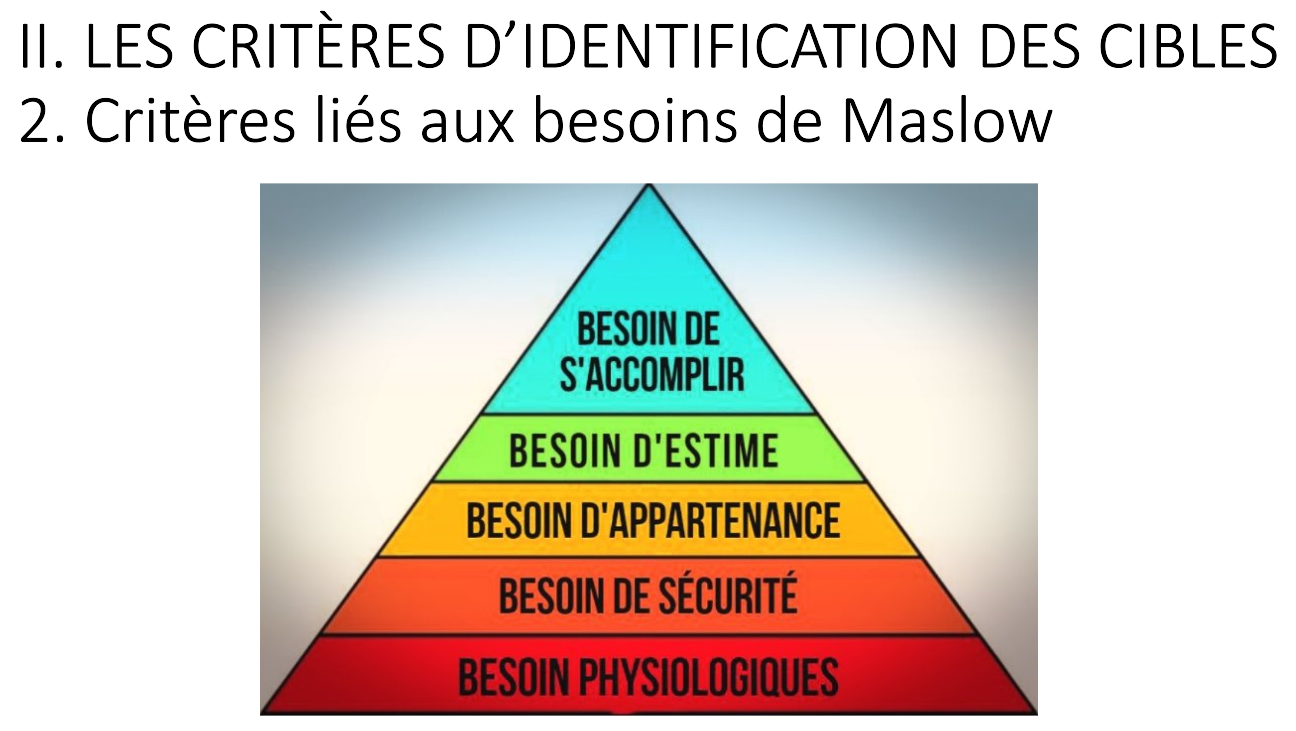 II. LES CRITÈRES D’IDENTIFICATION DES CIBLES
2. Critères liés aux besoins de Maslow
BESOIN DE
S'ACCOMPLIR
BESOIN D'ESTIME
BESOIN D'APPARTENANCE
BESOIN DE SÉCURITÉ
BESOIN PHYSIOLOGIQUES